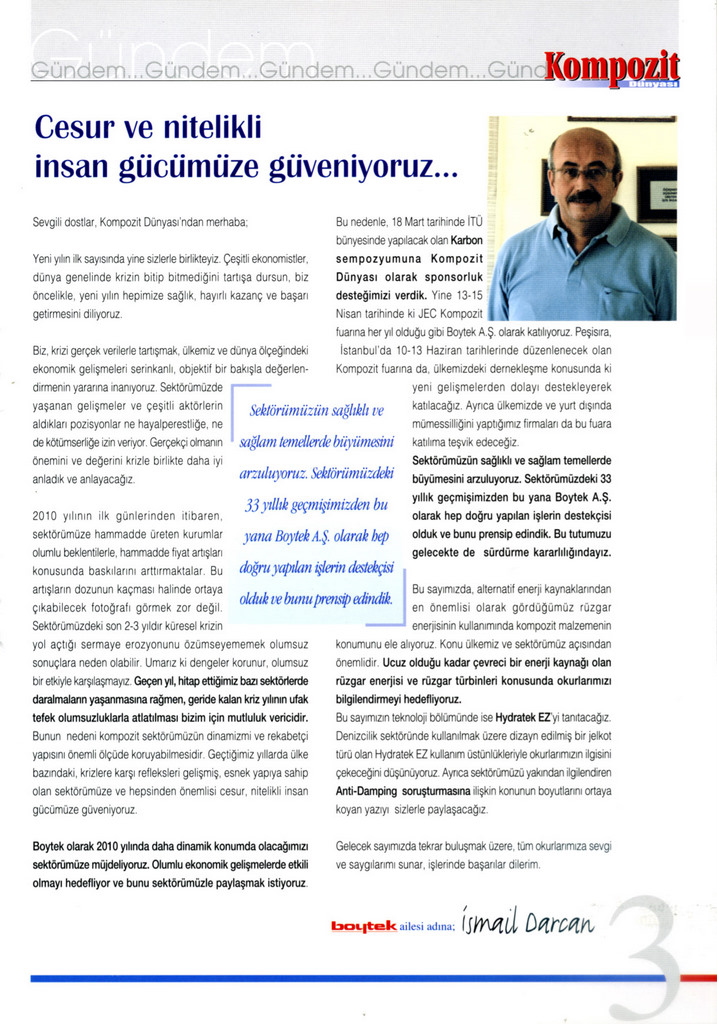 Gündem
Gündem...Gündem...Gündem...Gündem...Günd
Kompozit
Dünyası
Cesur ve nitelikli
insan gücümüze güveniyoruz...
Sevgili dostlar, Kompozit Dünyası'ndan merhaba;
Yeni yılın ilk sayısında yine sizlerle birlikteyiz. Çeşitli ekonomistler,
dünya genelinde krizin bitip bitmediğini tartışa dursun, biz
öncelikle, yeni yılın hepimize sağlık, hayırlı kazanç ve başarı
getirmesini diliyoruz.
Biz, krizi gerçek verilerle tartışmak, ülkemiz ve dünya ölçeğindeki
ekonomik gelişmeleri serinkanlı, objektif bir bakışla değerlen-
dirmenin yararına inanıyoruz. Sektörümüzde
yaşanan gelişmeler ve çeşitli aktörlerin
aldıkları pozisyonlar ne hayalperestliğe, ne
de kötümserliğe izin veriyor. Gerçekçi olmanın
önemini ve değerini krizle birlikte daha iyi
anladık ve anlayacağız.
2010 yılının ilk günlerinden itibaren,
sektörümüze hammadde üreten kurumlar
olumlu beklentilerle, hammadde fiyat artışları
konusunda baskılarını arttırmaktalar. Bu
artışların dozunun kaçması halinde ortaya
çıkabilecek fotoğrafı görmek zor değil.
Sektörümüzdeki son 2-3 yıldır küresel krizin
yol açtığı sermaye erozyonunu özümseyememek olumsuz
sonuçlara neden olabilir. Umarız ki dengeler korunur, olumsuz
bir etkiyle karşılaşmayız. Geçen yıl, hitap ettiğimiz bazı sektörlerde
daralmaların yaşanmasına rağmen, geride kalan kriz yılının ufak
tefek olumsuzluklarla atlatılması bizim için mutluluk vericidir.
Bunun nedeni kompozit sektörümüzün dinamizmi ve rekabetçi
yapısını önemli ölçüde koruyabilmesidir. Geçtiğimiz yıllarda ülke
bazındaki, krizlere karşı refleksleri gelişmiş, esnek yapıya sahip
olan sektörümüze ve hepsinden önemlisi cesur, nitelikli insan
gücümüze güveniyoruz.
Boytek olarak 2010 yılında daha dinamik konumda olacağımızı
sektörümüze müjdeliyoruz. Olumlu ekonomik gelişmelerde etkili
olmayı hedefliyor ve bunu sektörümüzle paylaşmak istiyoruz.
Sektörümüzün sağlıklı ve
sağlam temellerde büyümesini
arzuluyoruz. Sektörümüzdeki
33 yıllık geçmişimizden bu
yana Boytek A.Ş. olarak hep
doğru yapılan işlerin destekçisi
olduk ve bunu prensip edindik.
Bu nedenle, 18 Mart tarihinde İTÜ
bünyesinde yapılacak olan Karbon
sempozyumuna Kompozit
Dünyası olarak sponsorluk
desteğimizi verdik. Yine 13-15
Nisan tarihinde ki JEC Kompozit
fuarına her yıl olduğu gibi Boytek A.Ş. olarak katılıyoruz. Peşisıra,
İstanbul'da 10-13 Haziran tarihlerinde düzenlenecek olan
Kompozit fuarına da, ülkemizdeki dernekleşme konusunda ki
yeni gelişmelerden dolayı destekleyerek
katılacağız. Ayrıca ülkemizde ve yurt dışında
mümessilliğini yaptığımız firmaları da bu fuara
katılıma teşvik edeceğiz.
Sektörümüzün sağlıklı ve sağlam temellerde
büyümesini arzuluyoruz. Sektörümüzdeki 33
yıllık geçmişimizden bu yana Boytek A.Ş.
olarak hep doğru yapılan işlerin destekçisi
olduk ve bunu prensip edindik. Bu tutumuzu
gelecekte de sürdürme kararlılığındayız.
Bu sayımızda, alternatif enerji kaynaklarından
en önemlisi olarak gördüğümüz rüzgar
enerjisinin kullanımında kompozit malzemenin
konumunu ele alıyoruz. Konu ülkemiz ve sektörümüz açısından
önemlidir. Ucuz olduğu kadar çevreci bir enerji kaynağı olan
rüzgar enerjisi ve rüzgar türbinleri konusunda okurlarımızı
bilgilendirmeyi hedefliyoruz.
Bu sayımızın teknoloji bölümünde ise Hydratek EZ'yi tanıtacağız.
Denizcilik sektöründe kullanılmak üzere dizayn edilmiş bir jelkot
türü olan Hydratek EZ kullanım üstünlükleriyle okurlarımızın ilgisini
çekeceğini düşünüyoruz. Ayrıca sektörümüzü yakından ilgilendiren
Anti-Damping soruşturmasına ilişkin konunun boyutlarını ortaya
koyan yazıyı sizlerle paylaşacağız.
Gelecek sayımızda tekrar buluşmak üzere, tüm okurlarımıza sevgi
ve saygılarımı sunar, işlerinde başarılar dilerim.
boytek ailesi adına; İsmail Darcan
3